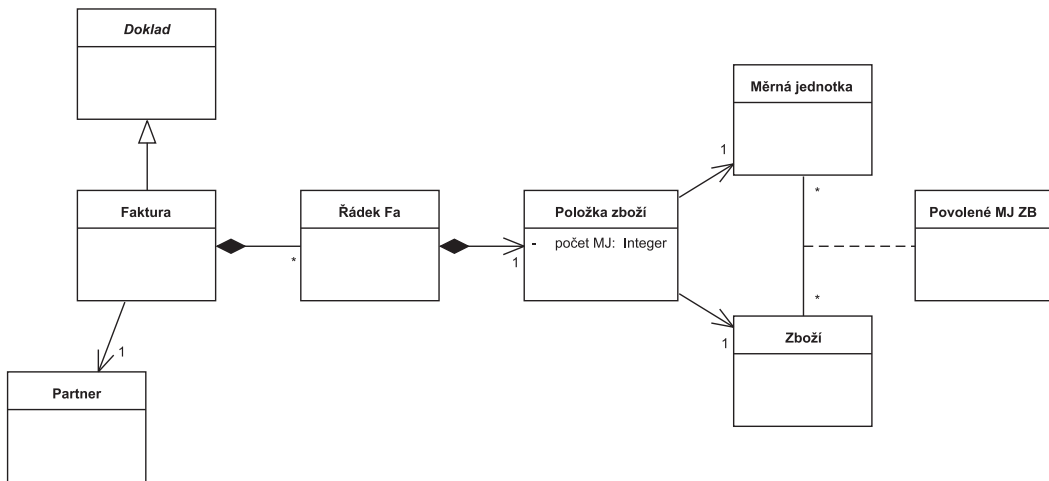 Doklad
Měrná jednotka
1
*
Faktura
Řádek Fa
Položka zboží
Povolené MJ ZB
- počet MJ: Integer
*
1
*
1
Zboží
1
Partner